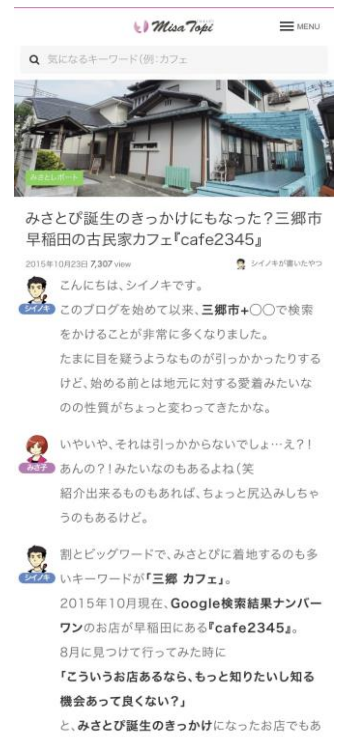 Misa Topi
MENU
気になるキーワード(例:カフェ
みさとレポート
みさとぴ誕生のきっかけにもなった?三郷市
早稲田の古民家カフェ『cafe2345』
2015年10月23日 7,307 view
シイノキが書いたやつ
こんにちは、シイノキです。
シイノキ
このブログを始めて以来、三郷市+○○で検索
をかけることが非常に多くなりました。
たまに目を疑うようなものが引っかかったりする
けど、始める前とは地元に対する愛着みたいな
のの性質がちょっと変わってきたかな。
いやいや、それは引っかからないでしょ…え?!
みさ子
あんの?!みたいなのもあるよね(笑
紹介出来るものもあれば、ちょっと尻込みしちゃ
うのもあるけど。
割とビッグワードで、みさとぴに着地するのも多
シイノキ
いキーワードが「三郷 カフェ」。
2015年10月現在、Google検索結果ナンバー
ワンのお店が早稲田にある『cafe2345』。
8月に見つけて行ってみた時に
「こういうお店あるなら、もっと知りたいし知る
機会あって良くない?」
と、みさとぴ誕生のきっかけになったお店でもあ